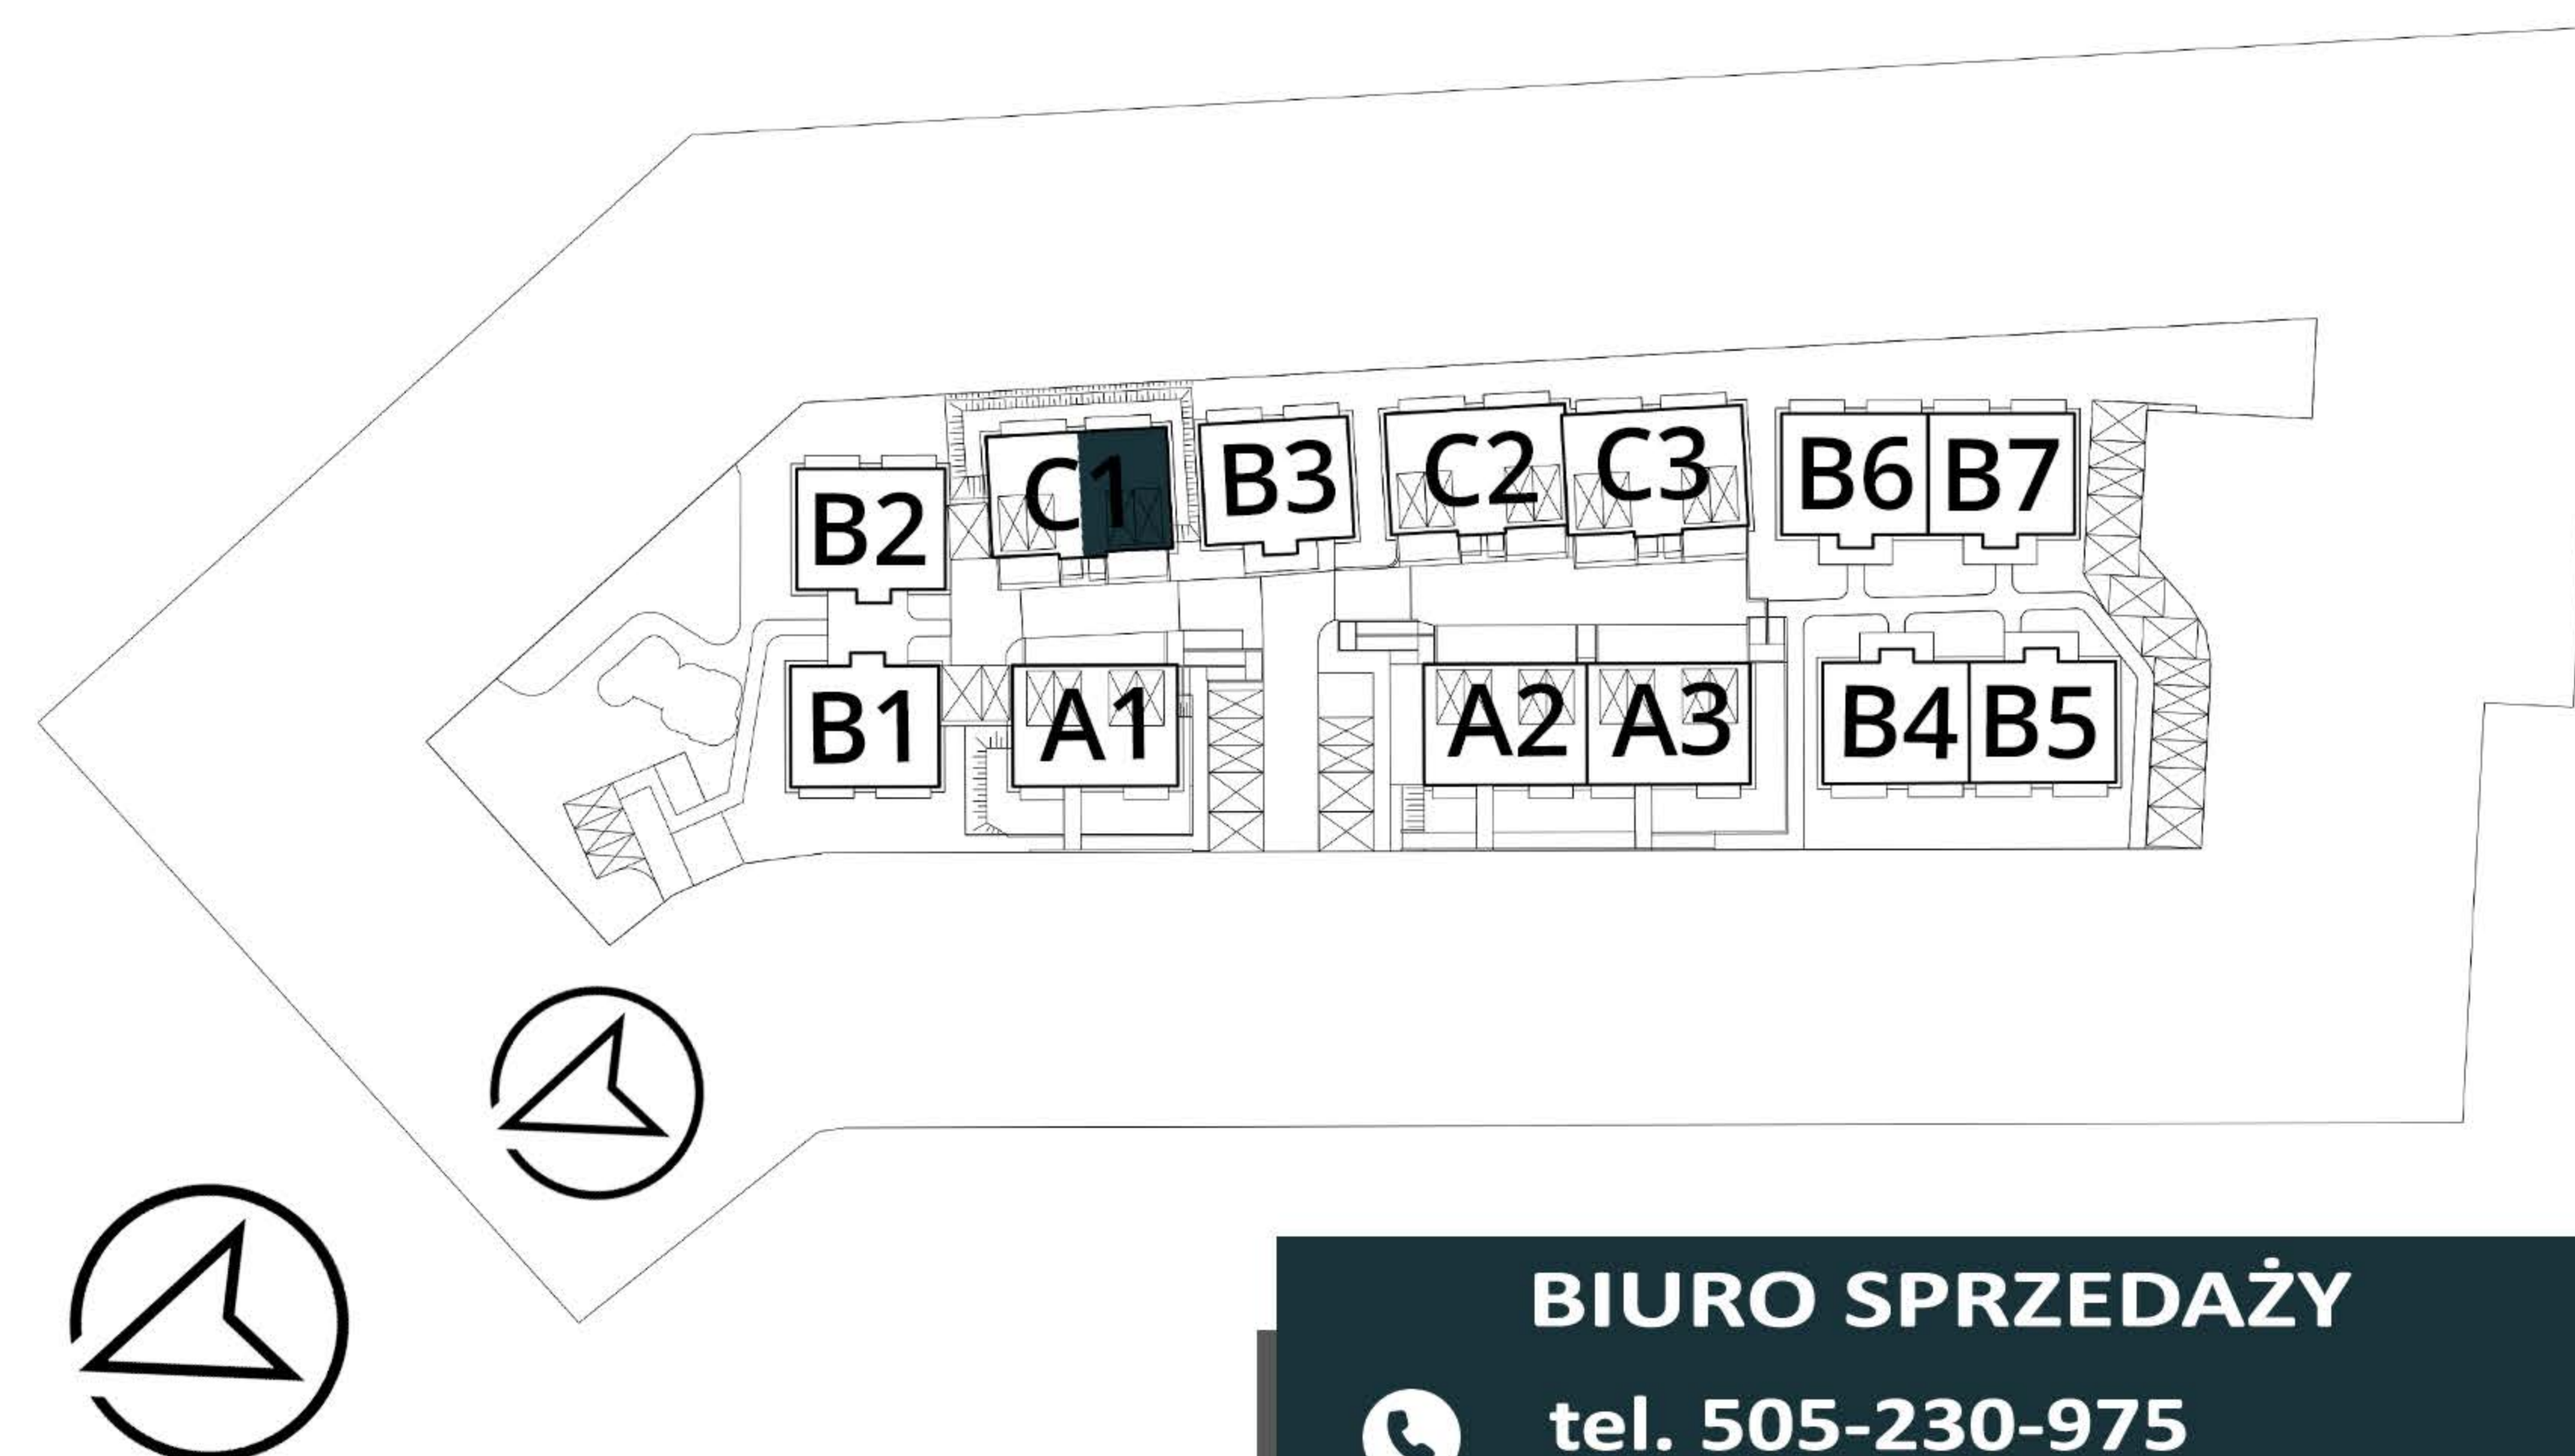 B2
C1
B3
C2
C3
B6
B7
B1
A1
A2
A3
B4
B5
BIURO SPRZEDAŻY
tel. 505-230-975